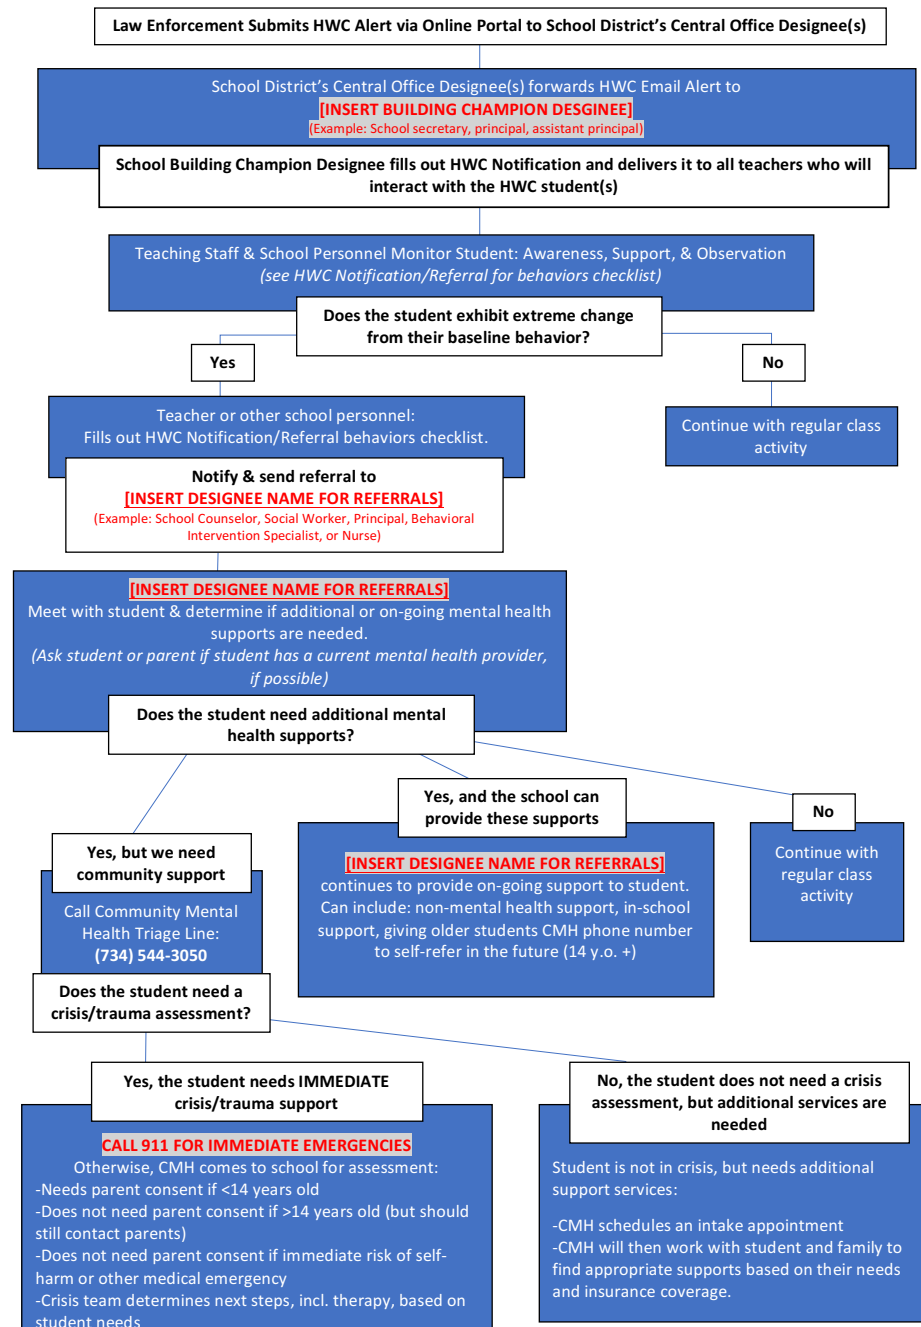 Law Enforcement Submits HWC Alert via Online Portal to School District's Central Office Designee(s)
School District's Central Office Designee(s) forwards HWC Email Alert to
[INSERT BUILDING CHAMPION DESGINEE]
(Example: School secretary, principal, assistant principal)
School Building Champion Designee fills out HWC Notification and delivers it to all teachers who will
interact with the HWC student(s)
Teaching Staff & School Personnel Monitor Student: Awareness, Support, & Observation
(see HWC Notification/Referral for behaviors checklist)
Does the student exhibit extreme change
from their baseline behavior?
Yes
No
Teacher or other school personnel:
Fills out HWC Notification/Referral behaviors checklist.
Continue with regular class
activity
Notify & send referral to
[INSERT DESIGNEE NAME FOR REFERRALS]
(Example: School Counselor, Social Worker, Principal, Behavioral
Intervention Specialist, or Nurse)
[INSERT DESIGNEE NAME FOR REFERRALS]
Meet with student & determine if additional or on-going mental health
supports are needed.
(Ask student or parent if student has a current mental health provider,
if possible)
Does the student need additional mental
health supports?
Yes, but we need
community support
Call Community Mental
Health Triage Line:
(734) 544-3050
Yes, and the school can
provide these supports
[INSERT DESIGNEE NAME FOR REFERRALS]
continues to provide on-going support to student.
Can include: non-mental health support, in-school
support, giving older students CMH phone number
to self-refer in the future (14 y.o. +)
No
Continue with
regular class
activity
Does the student need a
crisis/trauma assessment?
Yes, the student needs IMMEDIATE
crisis/trauma support
CALL 911 FOR IMMEDIATE EMERGENCIES
Otherwise, CMH comes to school for assessment:
-Needs parent consent if <14 years old
-Does not need parent consent if >14 years old (but should
still contact parents)
-Does not need parent consent if immediate risk of self-
harm or other medical emergency
-Crisis team determines next steps, incl. therapy, based on
student needs
No, the student does not need a crisis
assessment, but additional services are
needed
Student is not in crisis, but needs additional
support services:
-CMH schedules an intake appointment
-CMH will then work with student and family to
find appropriate supports based on their needs
and insurance coverage.